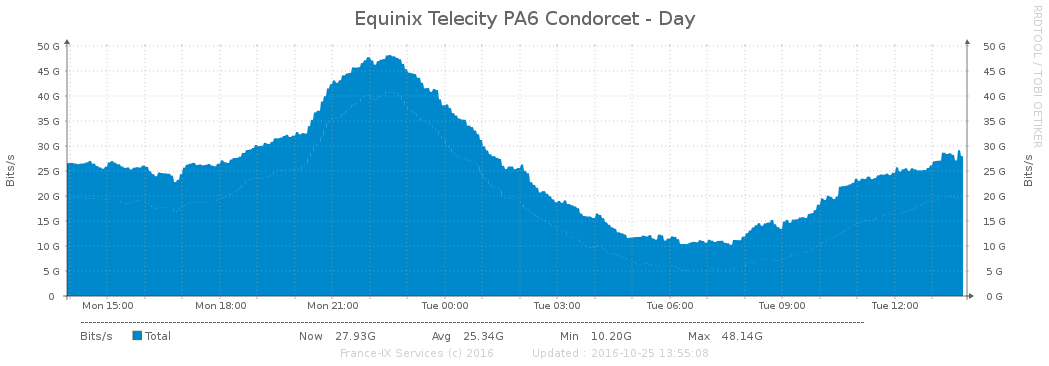 Equinix Telecity PA6 Condorcet - Day
RRDTOOL / TOBI OETIKER
Bits/s
50 G 50 G
45 G 45 G
40 G 40 G
35 G 35 G
30 G 30 G
25 G 25 G
20 G 20 G
15 G 15 G
10 G 10 G
5 G 5 G
0 0 G
Bits/s
Mon 15:00 Mon 18:00 Mon 21:00 Tue 00:00 Tue 03:00 Tue 06:00 Tue 09:00 Tue 12:00
Bits/s Total Now 27.93G Avg 25.34G Min 10.20G Max 48.14G
France-IX Services (c) 2016 Updated : 2016-10-25 13:55:08